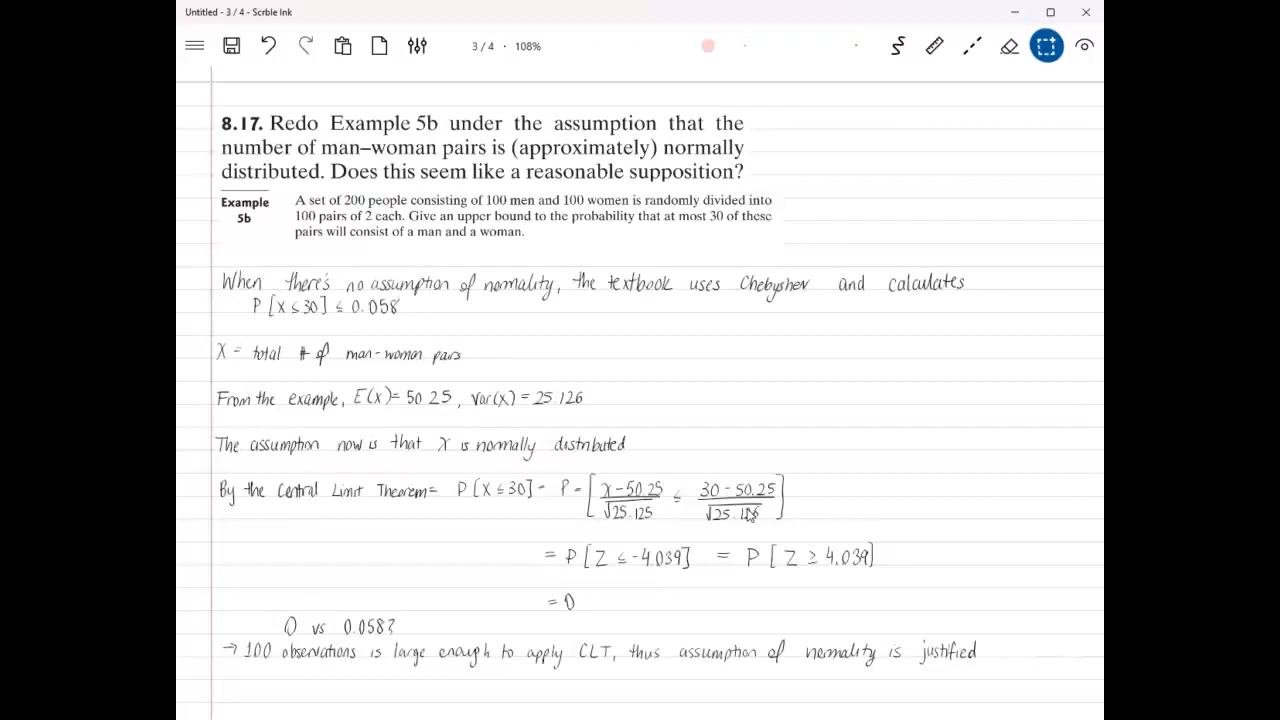 Untitled - 3 / 4 - Scrble Ink
3 / 4 · 108%
8.17. Redo Example 5b under the assumption that the
number of man–woman pairs is (approximately) normally
distributed. Does this seem like a reasonable supposition?
Example 5b
A set of 200 people consisting of 100 men and 100 women is randomly divided into
100 pairs of 2 each. Give an upper bound to the probability that at most 30 of these
pairs will consist of a man and a woman.
When there's no assumption of normality, the textbook uses Chebyshev and calculates
P[X ≤ 30] ≤ 0.058
X = total # of man-woman pairs
From the example, E(X) = 50.25, Var(X) = 25.126
The assumption now is that X is normally distributed
By the Central Limit Theorem = P[X ≤ 30] = P = [(X - 50.25)/√25.125 ≤ (30 - 50.25)/√25.126]
= P[Z ≤ -4.039] = P[Z ≥ 4.039]
= 0
0 vs 0.058?
→ 100 observations is large enough to apply CLT, thus assumption of normality is justified